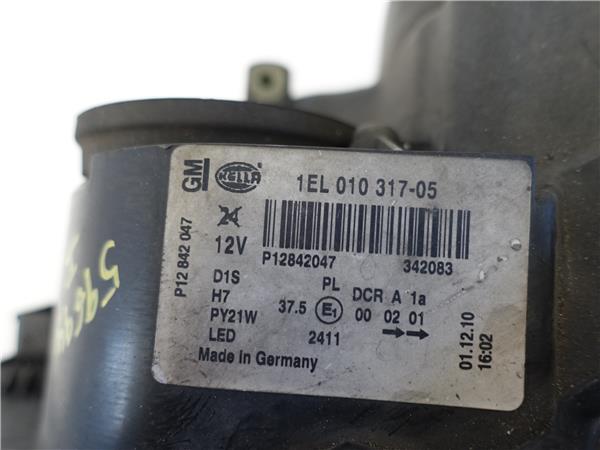 GM
HELLA
1EL 010 317-05
24
12V
P12842047 342083
P12 842 047
D1S
H7
PY21W
LED
PL
37.5 E1
2411
DCR A 1a
00 02 01
Made in Germany
01.12.10
16:02